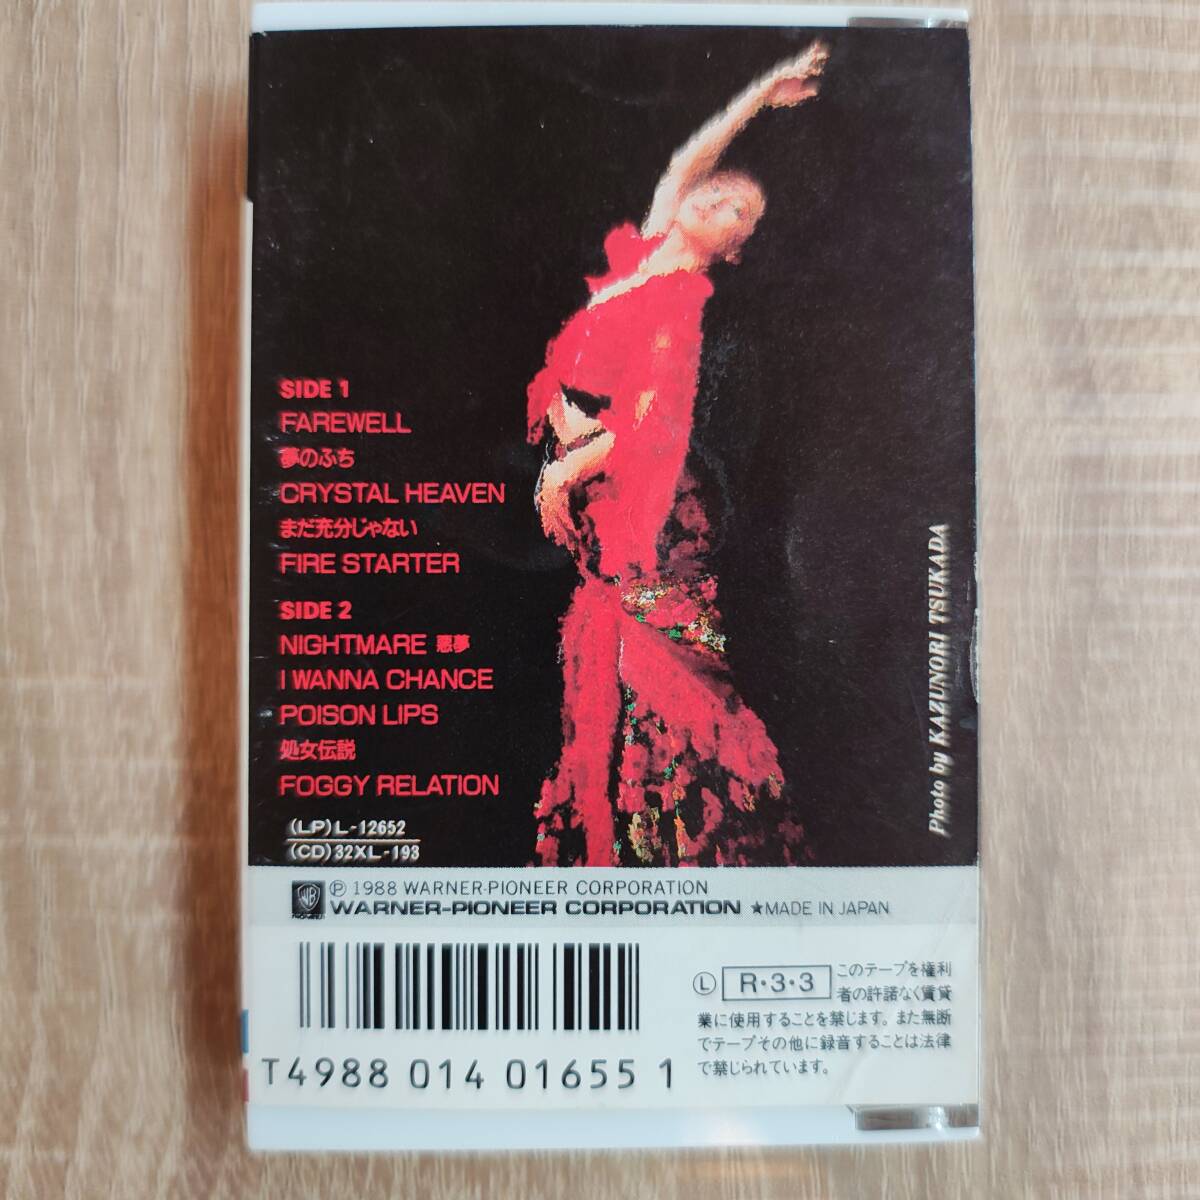 SIDE 1
FAREWELL
夢のふち
CRYSTAL HEAVEN
まだ充分じゃない
FIRE STARTER
SIDE 2
NIGHTMARE 悪夢
I WANNA CHANCE
POISON LIPS
処女伝説
FOGGY RELATION
(LP) L-12652
(CD) 32XL-193
Photo by KAZUNORI TSUKADA
Ⓟ 1988 WARNER-PIONEER CORPORATION
WARNER-PIONEER CORPORATION ★MADE IN JAPAN
T4988 014 01655 1
Ⓛ R・3・3 このテープを権利
者の許諾なく賃貸
業に使用することを禁じます。また無断
でテープその他に録音することは法律
で禁じられています。